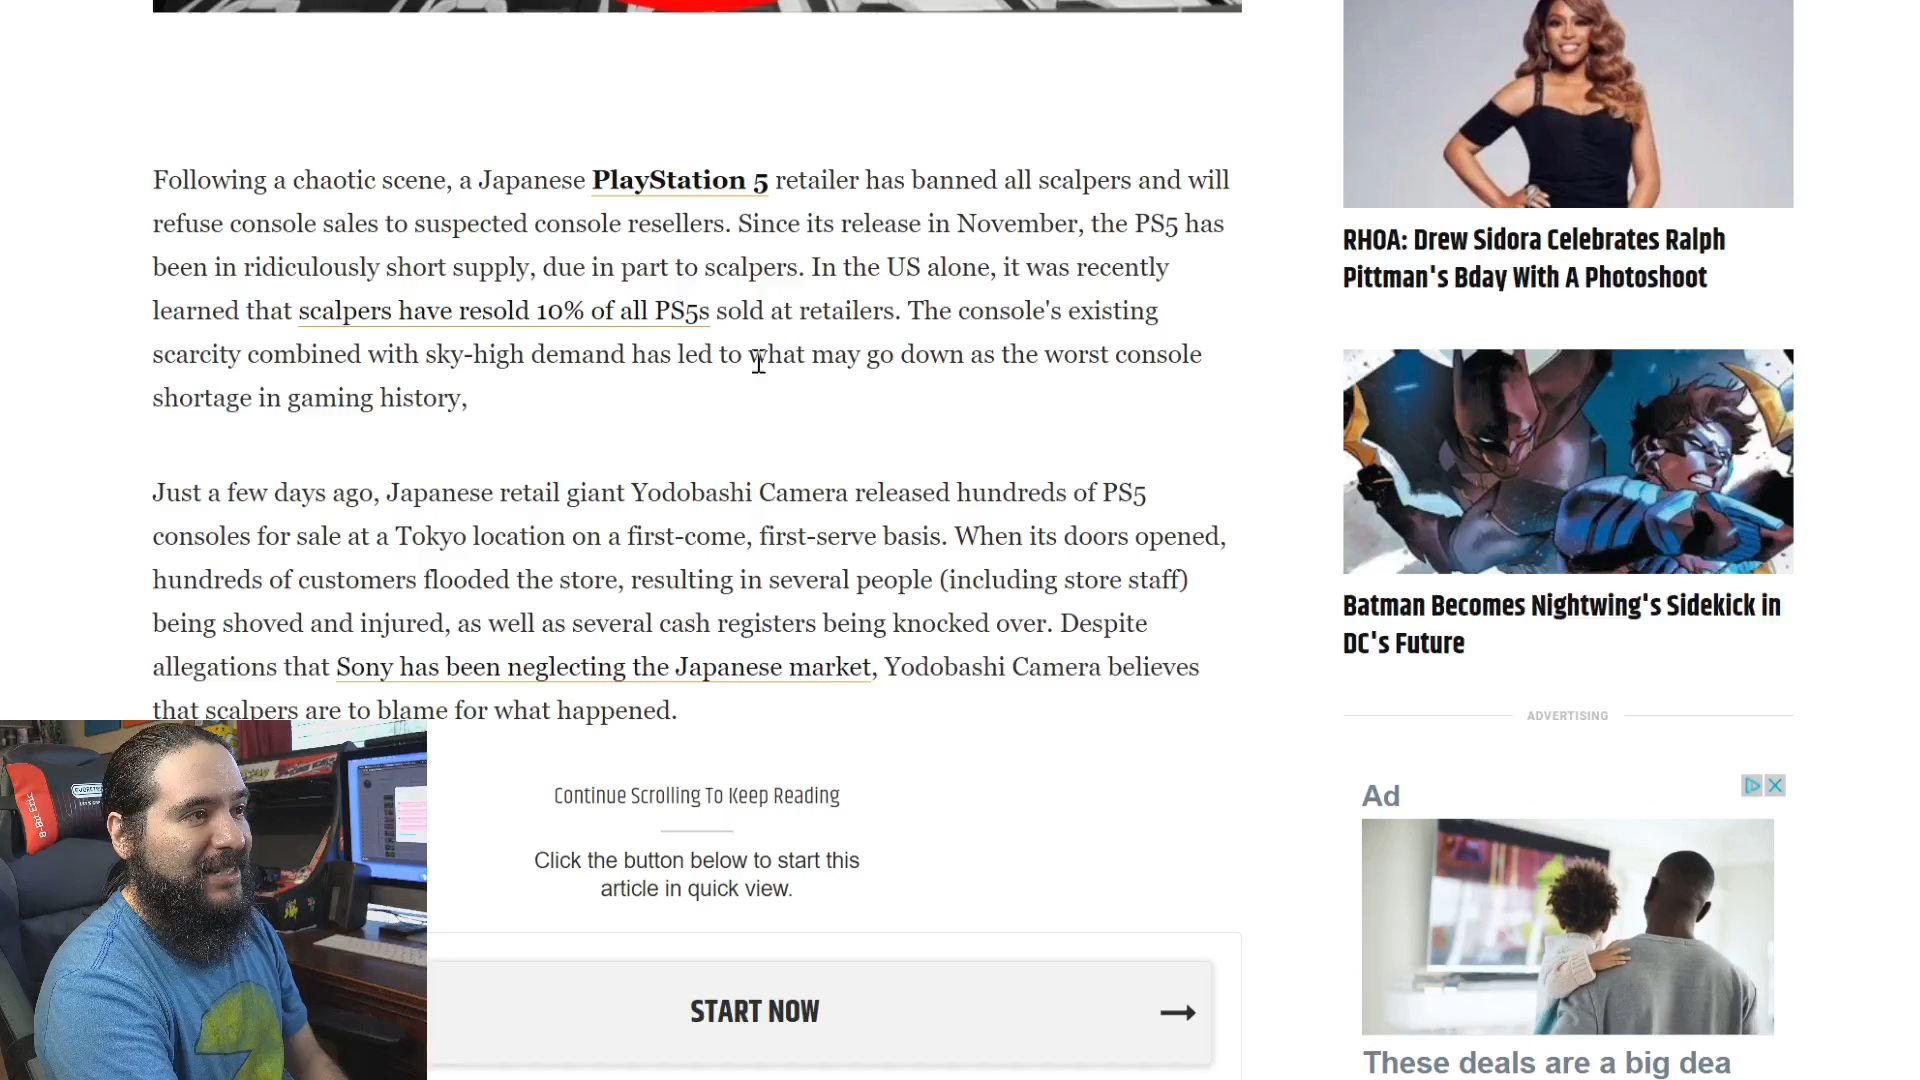 Following a chaotic scene, a Japanese PlayStation 5 retailer has banned all scalpers and will
refuse console sales to suspected console resellers. Since its release in November, the PS5 has
been in ridiculously short supply, due in part to scalpers. In the US alone, it was recently
learned that scalpers have resold 10% of all PS5s sold at retailers. The console's existing
scarcity combined with sky-high demand has led to what may go down as the worst console
shortage in gaming history,
Just a few days ago, Japanese retail giant Yodobashi Camera released hundreds of PS5
consoles for sale at a Tokyo location on a first-come, first-serve basis. When its doors opened,
hundreds of customers flooded the store, resulting in several people (including store staff)
being shoved and injured, as well as several cash registers being knocked over. Despite
allegations that Sony has been neglecting the Japanese market, Yodobashi Camera believes
that scalpers are to blame for what happened.
Continue Scrolling To Keep Reading
Click the button below to start this
article in quick view.
START NOW
RHOA: Drew Sidora Celebrates Ralph
Pittman's Bday With A Photoshoot
Batman Becomes Nightwing's Sidekick in
DC's Future
ADVERTISING
Ad
These deals are a big dea
8-Bit Eric